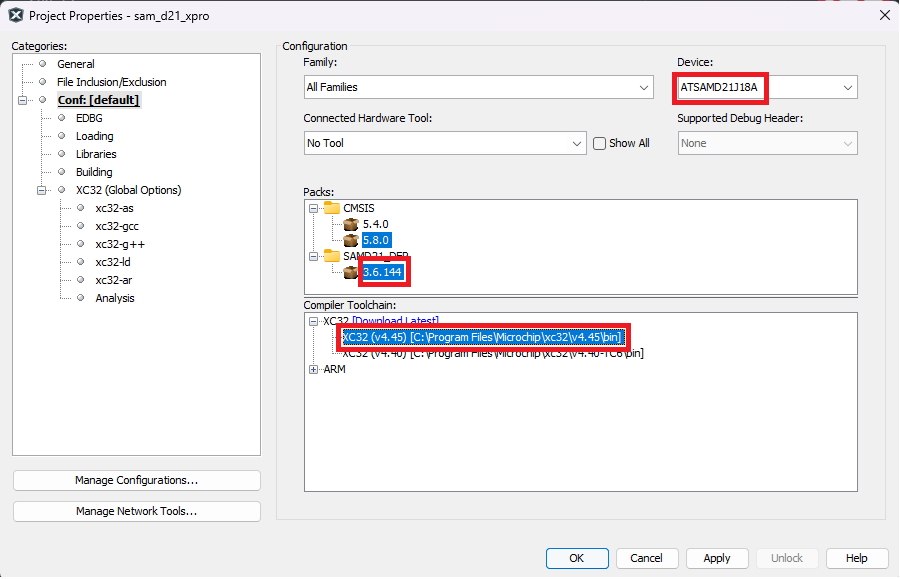 Project Properties - sam_d21_xpro
Categories:
General
File Inclusion/Exclusion
Conf: [default]
EDBG
Loading
Libraries
Building
XC32 (Global Options)
xc32-as
xc32-gcc
xc32-g++
xc32-ld
xc32-ar
Analysis
Manage Configurations...
Manage Network Tools...
Configuration
Family:
All Families
Device:
ATSAMD21J18A
Connected Hardware Tool:
No Tool
Show All
Supported Debug Header:
None
Packs:
CMSIS
5.4.0
5.8.0
SAMD21_DFP
3.6.144
Compiler Toolchain:
XC32 [Download Latest]
XC32 (v4.45) [C:\Program Files\Microchip\xc32\v4.45\bin]
XC32 (v4.40) [C:\Program Files\Microchip\xc32\v4.40-TC6\bin]
ARM
OK
Cancel
Apply
Unlock
Help